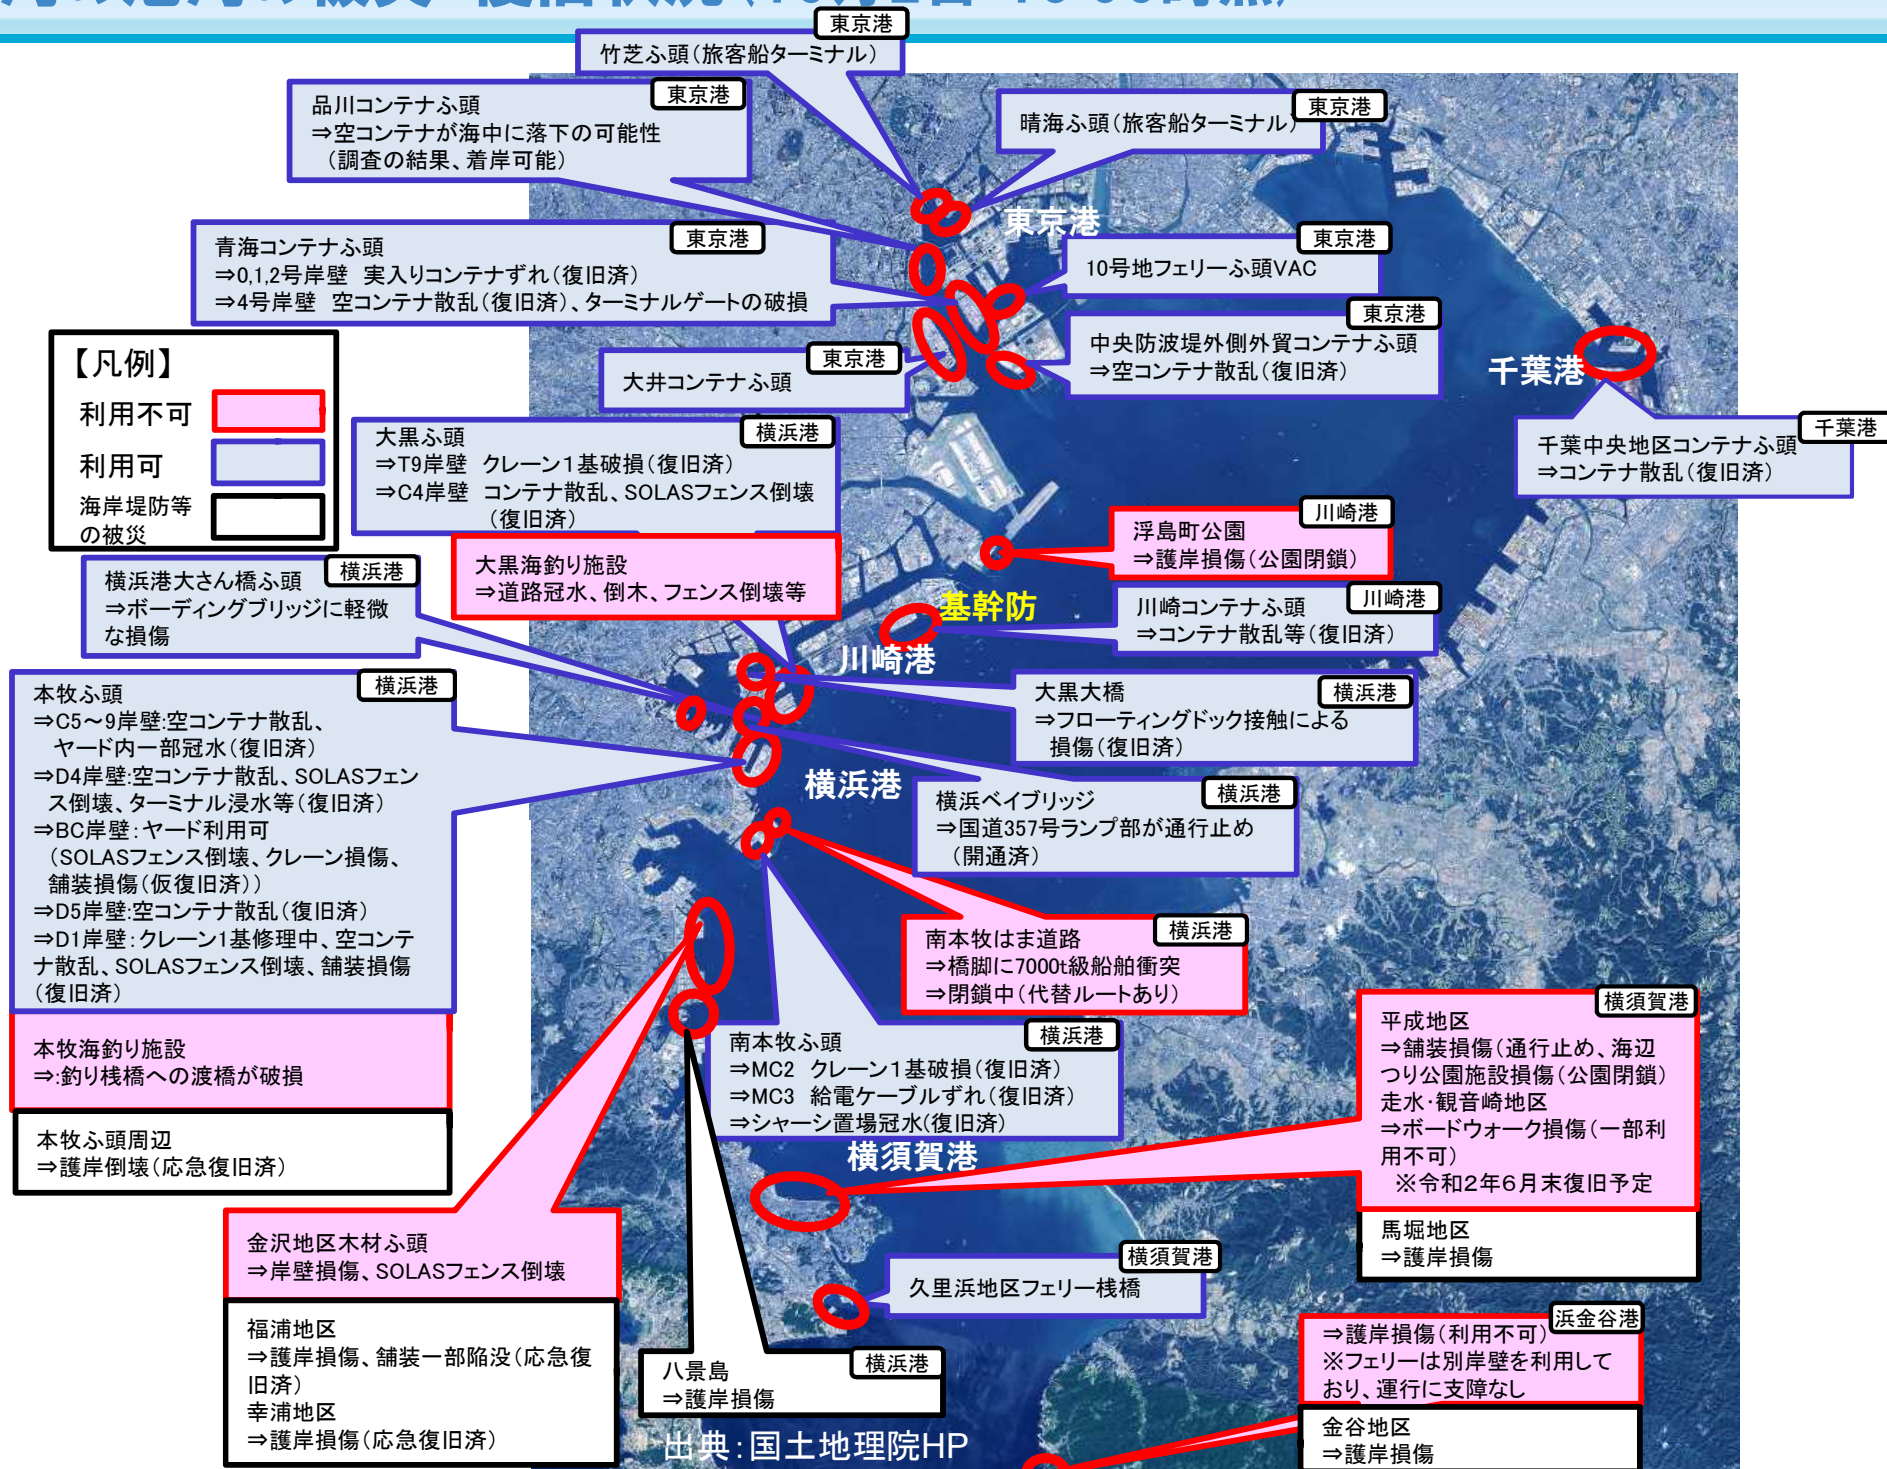 東京港
竹芝ふ頭（旅客船ターミナル）
東京港
品川コンテナふ頭
⇒空コンテナが海中に落下の可能性
（調査の結果、着岸可能）
東京港
晴海ふ頭（旅客船ターミナル）
東京港
東京港
青海コンテナふ頭
⇒0,1,2号岸壁 実入りコンテナずれ（復旧済）
⇒4号岸壁 空コンテナ散乱（復旧済）、ターミナルゲートの破損
東京港
10号地フェリーふ頭VAC
東京港
中央防波堤外側外貿コンテナふ頭
⇒空コンテナ散乱（復旧済）
東京港
大井コンテナふ頭
千葉港
千葉港
千葉中央地区コンテナふ頭
⇒コンテナ散乱（復旧済）
【凡例】
利用不可
利用可
海岸堤防等
の被災
横浜港
大黒ふ頭
⇒T9岸壁 クレーン１基破損（復旧済）
⇒C4岸壁 コンテナ散乱、SOLASフェンス倒壊
（復旧済）
大黒海釣り施設
⇒道路冠水、倒木、フェンス倒壊等
川崎港
浮島町公園
⇒護岸損傷（公園閉鎖）
横浜港
横浜港大さん橋ふ頭
⇒ボーディングブリッジに軽微
な損傷
基幹防
川崎港
川崎コンテナふ頭
⇒コンテナ散乱等（復旧済）
川崎港
横浜港
大黒大橋
⇒フローティングドック接触による
損傷（復旧済）
横浜港
本牧ふ頭
⇒C5～9岸壁:空コンテナ散乱、
ヤード内一部冠水（復旧済）
⇒D4岸壁:空コンテナ散乱、SOLASフェン
ス倒壊、ターミナル浸水等（復旧済）
⇒BC岸壁：ヤード利用可
（SOLASフェンス倒壊、クレーン損傷、
舗装損傷（仮復旧済））
⇒D5岸壁:空コンテナ散乱（復旧済）
⇒D1岸壁：クレーン1基修理中、空コンテ
ナ散乱、SOLASフェンス倒壊、舗装損傷
（復旧済）
横浜港
横浜港
横浜ベイブリッジ
⇒国道357号ランプ部が通行止め
（開通済）
横浜港
南本牧はま道路
⇒橋脚に7000t級船舶衝突
⇒閉鎖中（代替ルートあり）
本牧海釣り施設
⇒:釣り桟橋への渡橋が破損
本牧ふ頭周辺
⇒護岸倒壊（応急復旧済）
横浜港
南本牧ふ頭
⇒MC2 クレーン１基破損（復旧済）
⇒MC3 給電ケーブルずれ（復旧済）
⇒シャーシ置場冠水(復旧済）
横須賀港
横須賀港
平成地区
⇒舗装損傷（通行止め、海辺
つり公園施設損傷（公園閉鎖）
走水・観音崎地区
⇒ボードウォーク損傷（一部利
用不可）
※令和２年６月末復旧予定
馬堀地区
⇒護岸損傷
金沢地区木材ふ頭
⇒岸壁損傷、SOLASフェンス倒壊
福浦地区
⇒護岸損傷、舗装一部陥没（応急復
旧済）
幸浦地区
⇒護岸損傷（応急復旧済）
横須賀港
久里浜地区フェリー桟橋
横浜港
八景島
⇒護岸損傷
浜金谷港
⇒護岸損傷（利用不可）
※フェリーは別岸壁を利用して
おり、運行に支障なし
金谷地区
⇒護岸損傷
出典：国土地理院HP